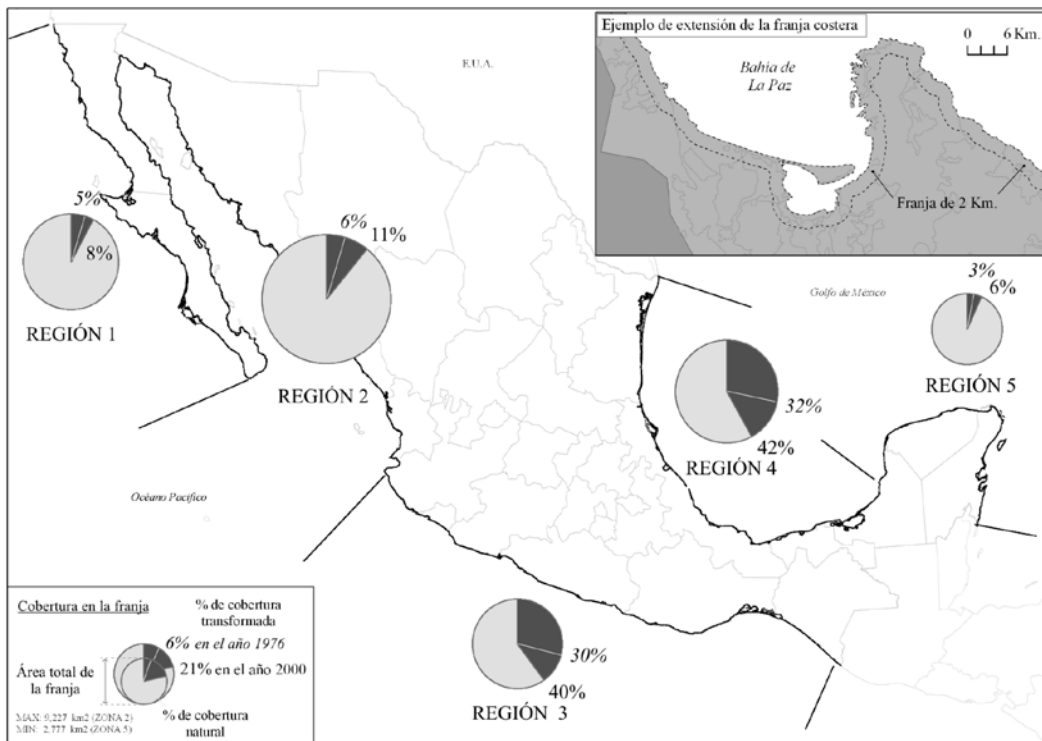 Ejemplo de extensión de la franja costera
0 6 Km.
Bahia de
La Paz
Franja de 2 Km.
E.U.A.
5%
8%
REGIÓN 1
6%
11%
REGIÓN 2
Golfo de México
3%
6%
REGIÓN 5
32%
42%
REGIÓN 4
Océano Pacífico
30%
40%
REGIÓN 3
Cobertura en la franja
% de cobertura
transformada
6% en el año 1976
21% en el año 2000
Área total de
la franja
% de cobertura
natural
MAX: 9,227 km2 (ZONA 2)
MIN: 2,777 km2 (ZONA 5)